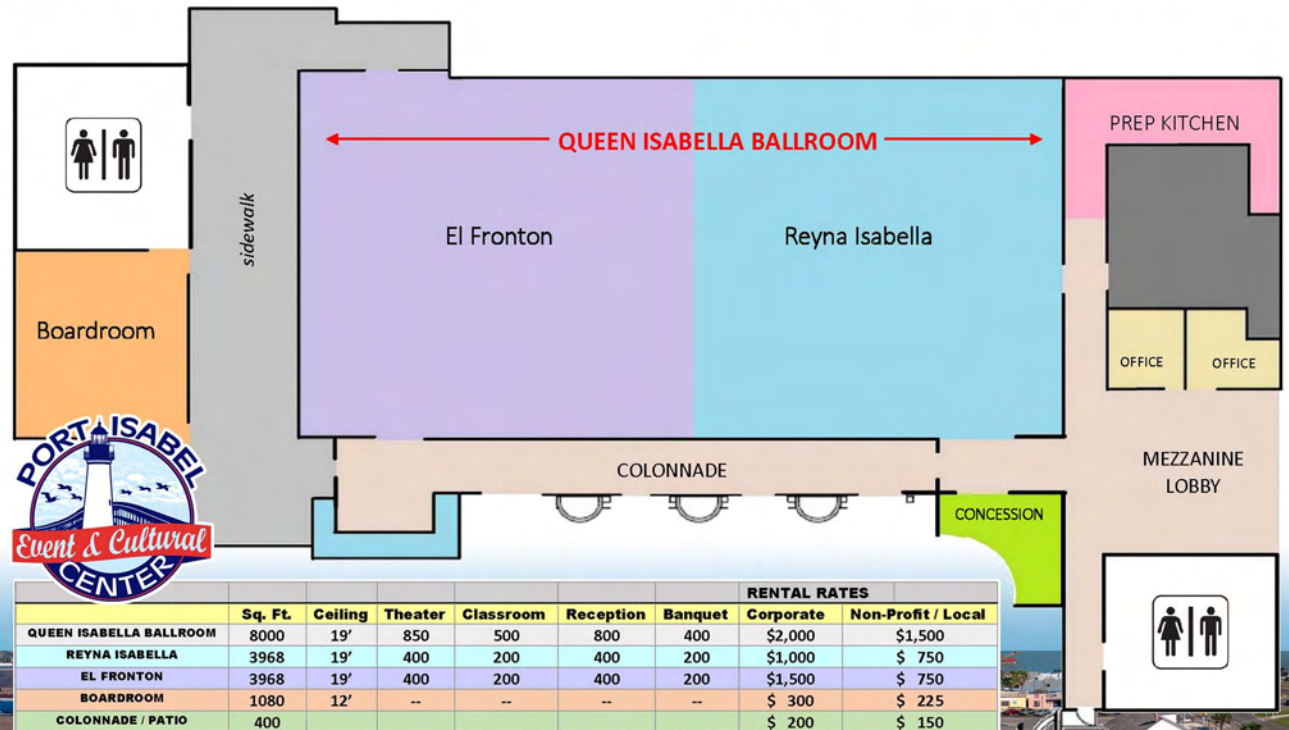 PREP KITCHEN
QUEEN ISABELLA BALLROOM
sidewalk
El Fronton
Reyna Isabella
Boardroom
OFFICE
OFFICE
PORT ISABEL
Event & Cultural
CENTER
COLONNADE
MEZZANINE
LOBBY
CONCESSION
RENTAL RATES
Sq. Ft. Ceiling Theater Classroom Reception Banquet Corporate Non-Profit / Local
QUEEN ISABELLA BALLROOM 8000 19' 850 500 800 400 $2,000 $1,500
REYNA ISABELLA 3968 19' 400 200 400 200 $1,000 $ 750
EL FRONTON 3968 19' 400 200 400 200 $1,500 $ 750
BOARDROOM 1080 12' -- -- -- -- $ 300 $ 225
COLONNADE / PATIO 400 $ 200 $ 150